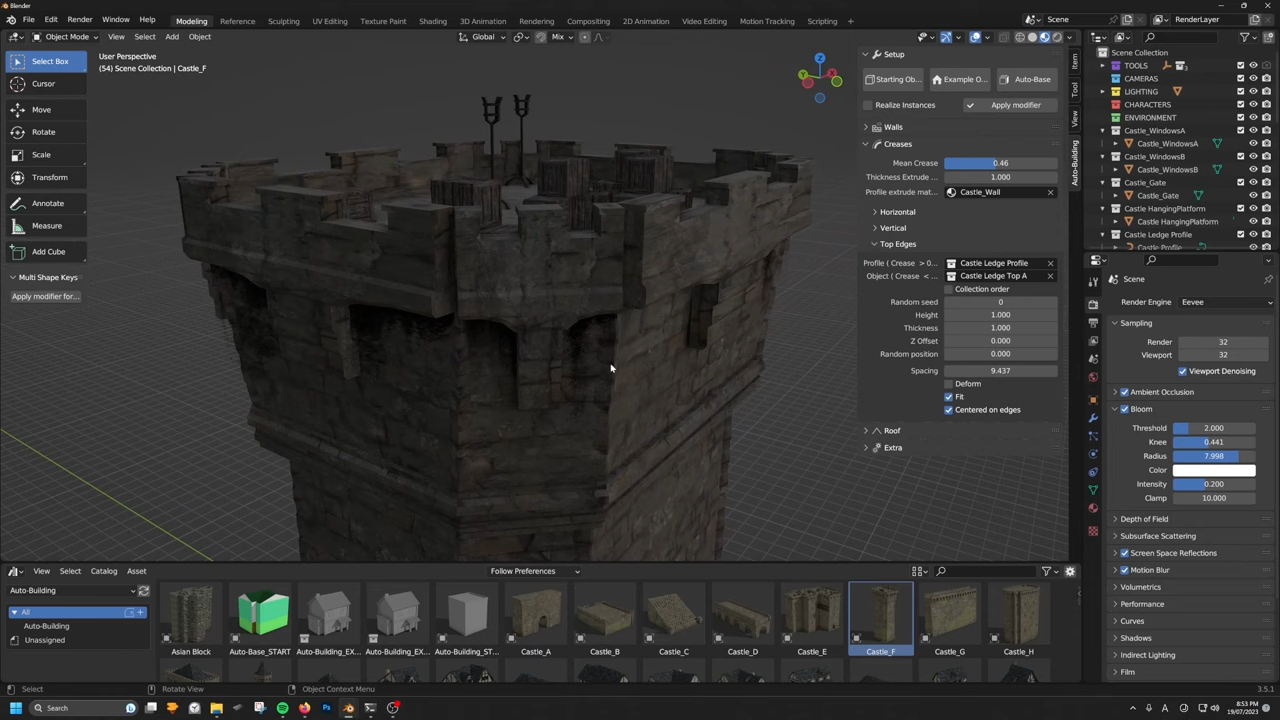 Blender
File Edit Render Window Help
Modeling Reference Sculpting UV Editing Texture Paint Shading 3D Animation Rendering Compositing 2D Animation Video Editing Motion Tracking Scripting +
Scene
RenderLayer
Object Mode View Select Add Object
Global
Mix
User Perspective
(54) Scene Collection | Castle_F
Select Box
Cursor
Move
Rotate
Scale
Transform
Annotate
Measure
Add Cube
Multi Shape Keys
Apply modifier for...
Z
Y
X
Setup
Starting Ob...
Example O...
Auto-Base
Realize Instances
Apply modifier
Walls
Creases
Mean Crease 0.46
Thickness Extrude ... 1.000
Profile extrude mat... Castle_Wall
Horizontal
Vertical
Top Edges
Profile ( Crease > 0... Castle Ledge Profile
Object ( Crease < ... Castle Ledge Top A
Collection order
Random seed 0
Height 1.000
Thickness 1.000
Z Offset 0.000
Random position 0.000
Spacing 9.437
Deform
Fit
Centered on edges
Roof
Extra
Item
Tool
View
Auto-Building
Scene Collection
TOOLS 3
CAMERAS
LIGHTING
CHARACTERS
ENVIRONMENT
Castle_WindowsA
Castle_WindowsA
Castle_WindowsB
Castle_WindowsB
Castle_Gate
Castle_Gate
Castle HangingPlatform
Castle_HangingPlatform
Castle Ledge Profile
Castle Profile
Scene
Render Engine Eevee
Sampling
Render 32
Viewport 32
Viewport Denoising
Ambient Occlusion
Bloom
Threshold 2.000
Knee 0.441
Radius 7.998
Color
Intensity 0.200
Clamp 10.000
Depth of Field
Subsurface Scattering
Screen Space Reflections
Motion Blur
Volumetrics
Performance
Curves
Shadows
Indirect Lighting
Film
View Select Catalog Asset
Follow Preferences
Auto-Building
All
Auto-Building
Unassigned
Asian Block
Auto-Base_START
Auto-Building_EX...
Auto-Building_EX...
Auto-Building_ST...
Castle_A
Castle_B
Castle_C
Castle_D
Castle_E
Castle_F
Castle_G
Castle_H
Select
Rotate View
Object Context Menu
3.5.1
Search
Ps
A
8:53 PM
19/07/2023